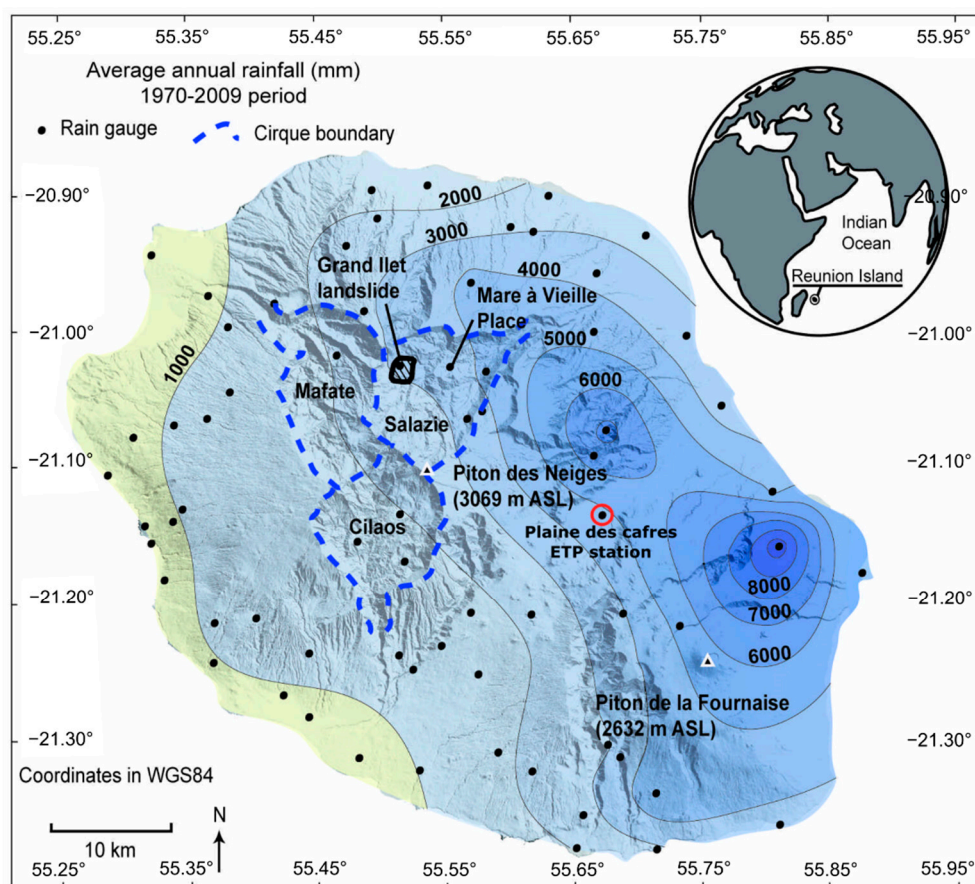 55.25° 55.35° 55.45° 55.55° 55.65° 55.75° 55.85° 55.95°
Average annual rainfall (mm)
1970-2009 period
Rain gauge
Cirque boundary
−20.90°
−20.90°
Indian
Ocean
Reunion Island
2000
3000
Grand Ilet
landslide
4000
Mare à Vieille
Place
−21.00°
−21.00°
5000
1000
6000
Mafate
Salazie
−21.10°
−21.10°
Piton des Neiges
(3069 m ASL)
Cilaos
Plaine des cafres
ETP station
8000
−21.20°
−21.20°
7000
6000
Piton de la Fournaise
(2632 m ASL)
−21.30°
−21.30°
Coordinates in WGS84
N
10 km
55.25° 55.35° 55.45° 55.55° 55.65° 55.75° 55.85° 55.95°